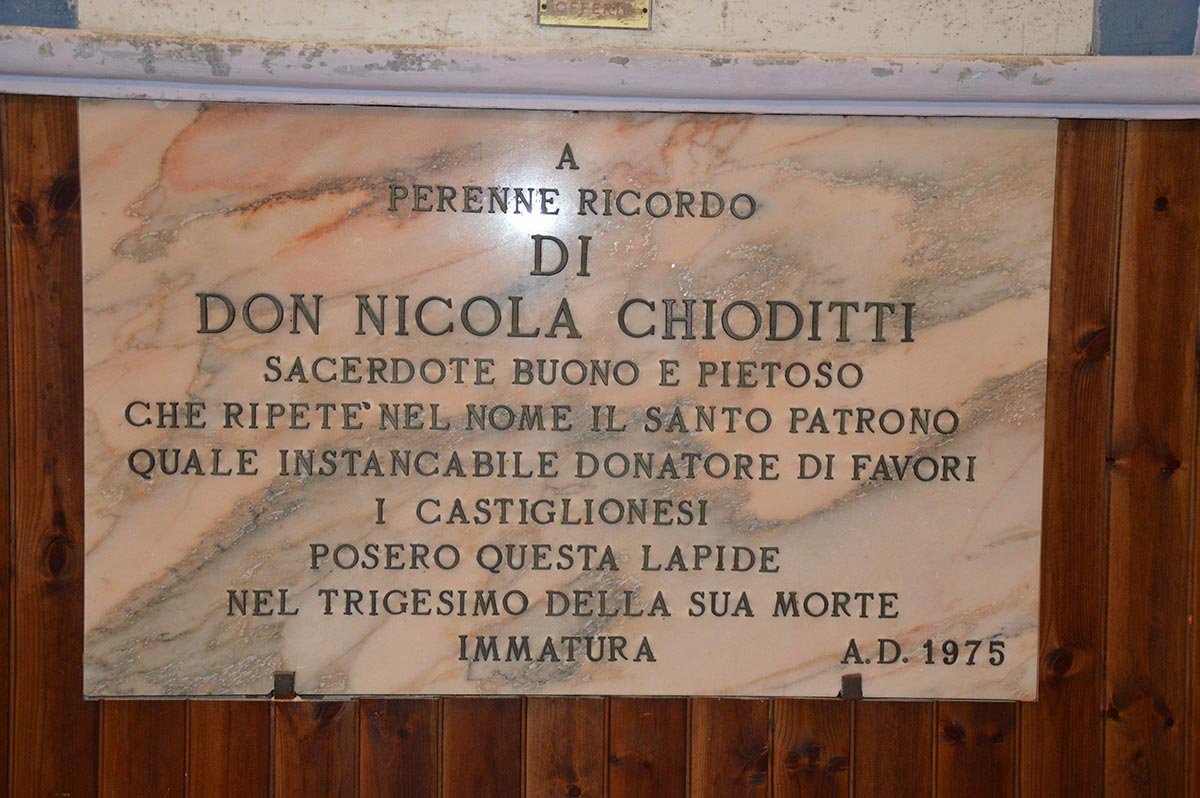 OFFERTE
A
PERENNE RICORDO
DI
DON NICOLA CHIODITTI
SACERDOTE BUONO E PIETOSO
CHE RIPETE` NEL NOME IL SANTO PATRONO
QUALE INSTANCABILE DONATORE DI FAVORI
I CASTIGLIONESI
POSERO QUESTA LAPIDE
NEL TRIGESIMO DELLA SUA MORTE
IMMATURA A.D. 1975